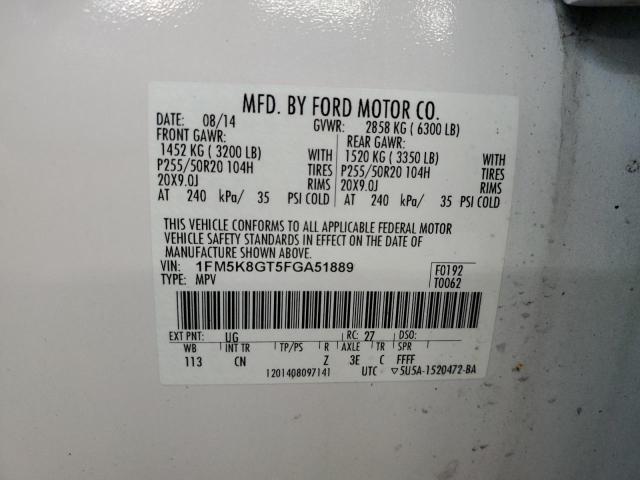 MFD. BY FORD MOTOR CO.
DATE: 08/14 GVWR: 2858 KG ( 6300 LB)
FRONT GAWR: REAR GAWR:
1452 KG ( 3200 LB) WITH 1520 KG ( 3350 LB) WITH
P255/50R20 104H TIRES P255/50R20 104H TIRES
20X9.0J RIMS 20X9.0J RIMS
AT 240 kPa/ 35 PSI COLD AT 240 kPa/ 35 PSI COLD
THIS VEHICLE CONFORMS TO ALL APPLICABLE FEDERAL MOTOR
VEHICLE SAFETY STANDARDS IN EFFECT ON THE DATE OF
MANUFACTURE SHOWN ABOVE.
VIN: 1FM5K8GT5FGA51889 F0192
TYPE: MPV T0062
EXT PNT: UG RC: 27 DSO:
WB INT TR TP/PS R AXLE TR SPR
113 CN Z 3E C FFFF
1201408097141 UTC ▽5U5A-1520472-BA